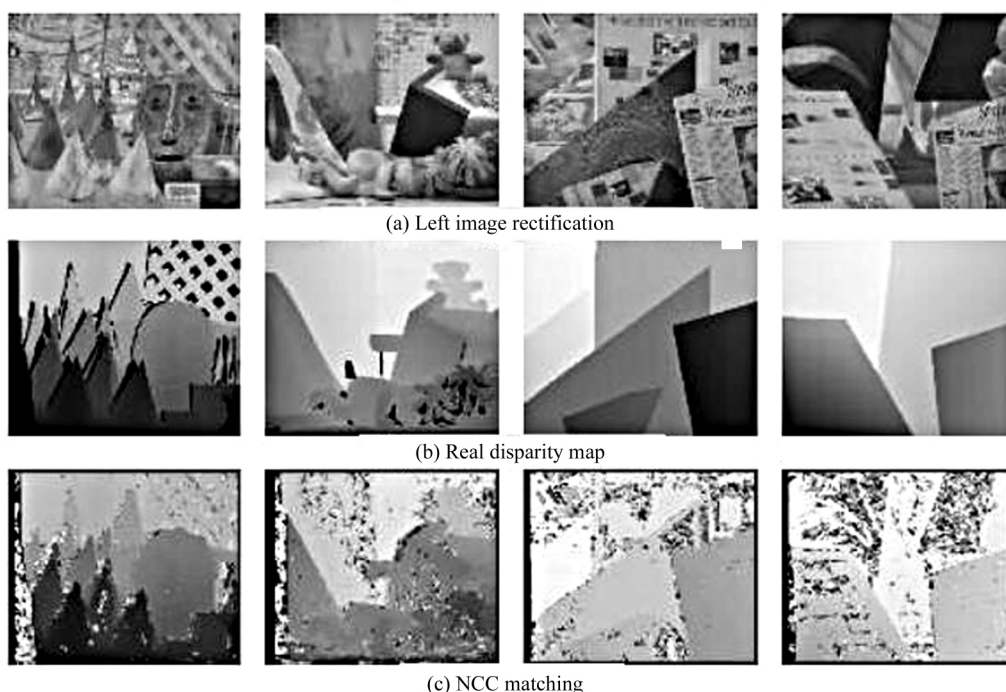 (a) Left image rectification
(b) Real disparity map
(c) NCC matching